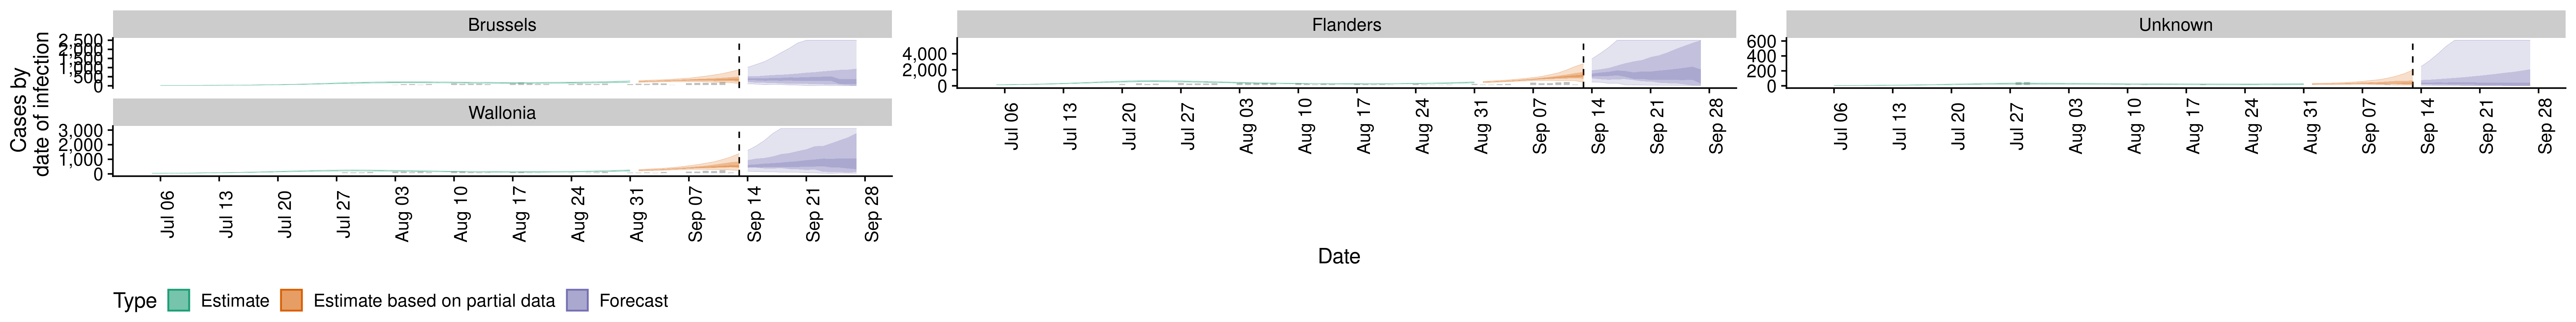 Brussels
Flanders
Unknown
2,500
2,000
1,500
1,000
500
0
4,000
2,000
0
600
400
200
0
Cases by
date of infection
Jul 06 Jul 13 Jul 20 Jul 27 Aug 03 Aug 10 Aug 17 Aug 24 Aug 31 Sep 07 Sep 14 Sep 21 Sep 28
Jul 06 Jul 13 Jul 20 Jul 27 Aug 03 Aug 10 Aug 17 Aug 24 Aug 31 Sep 07 Sep 14 Sep 21 Sep 28
Wallonia
3,000
2,000
1,000
0
Jul 06 Jul 13 Jul 20 Jul 27 Aug 03 Aug 10 Aug 17 Aug 24 Aug 31 Sep 07 Sep 14 Sep 21 Sep 28
Date
Type Estimate Estimate based on partial data Forecast